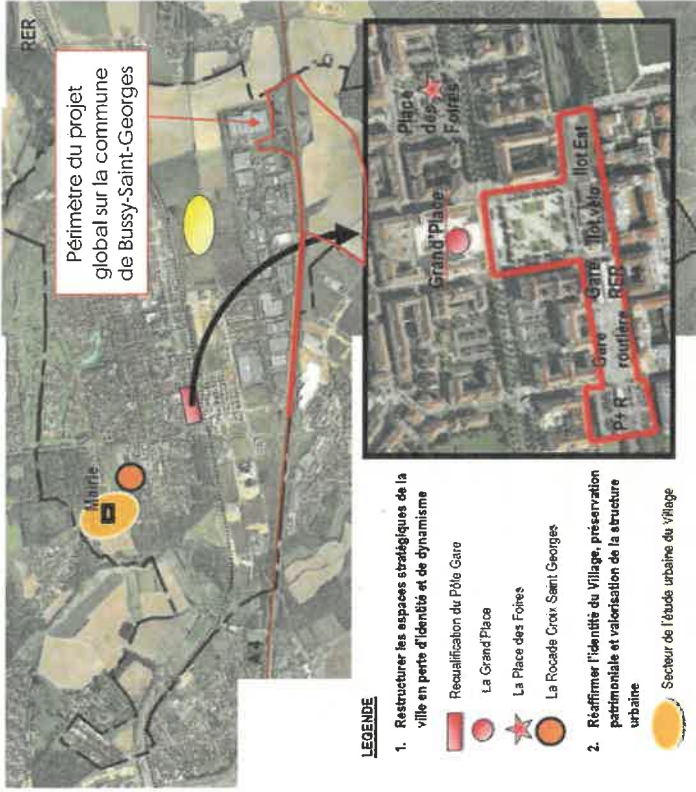 RER
Périmètre du projet
global sur la commune
de Bussy-Saint-Georges
Mairie
A4
Place
des
Foires
Grand'Place
Ilot Est
Ilot vélo
Gare
RER
Gare
routière
P+R
LEGENDE
1. Restructurer les espaces stratégiques de la
ville en perte d'identité et de dynamisme
Recualification du Pôle Gare
La Grand'Place
La Place des Foires
La Rocade Croix Saint Georges
2. Réaffirmer l'identité du Village, préservation
patrimoniale et valorisation de la structure
urbaine
Secteur de l'étude urbaine du Village